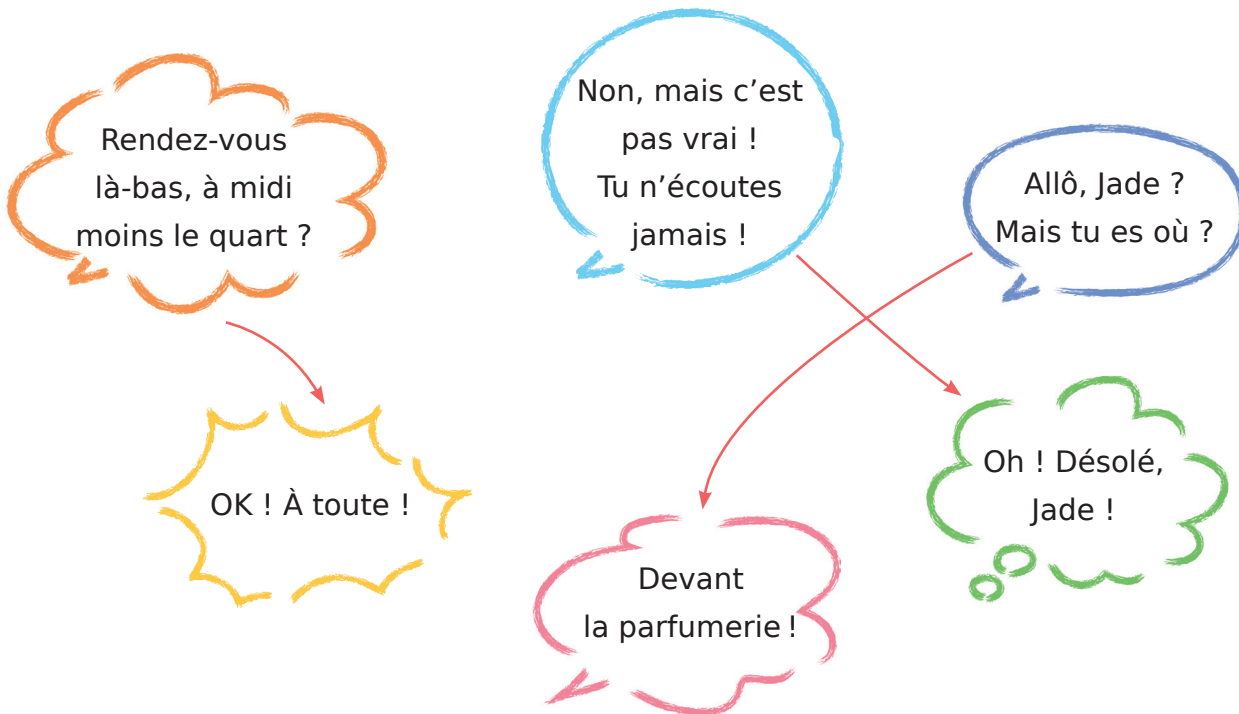 Rendez-vous
là-bas, à midi
moins le quart ?
Non, mais c’est
pas vrai !
Tu n’écoutes
jamais !
Allô, Jade ?
Mais tu es où ?
OK ! À toute !
Devant
la parfumerie !
Oh ! Désolé,
Jade !